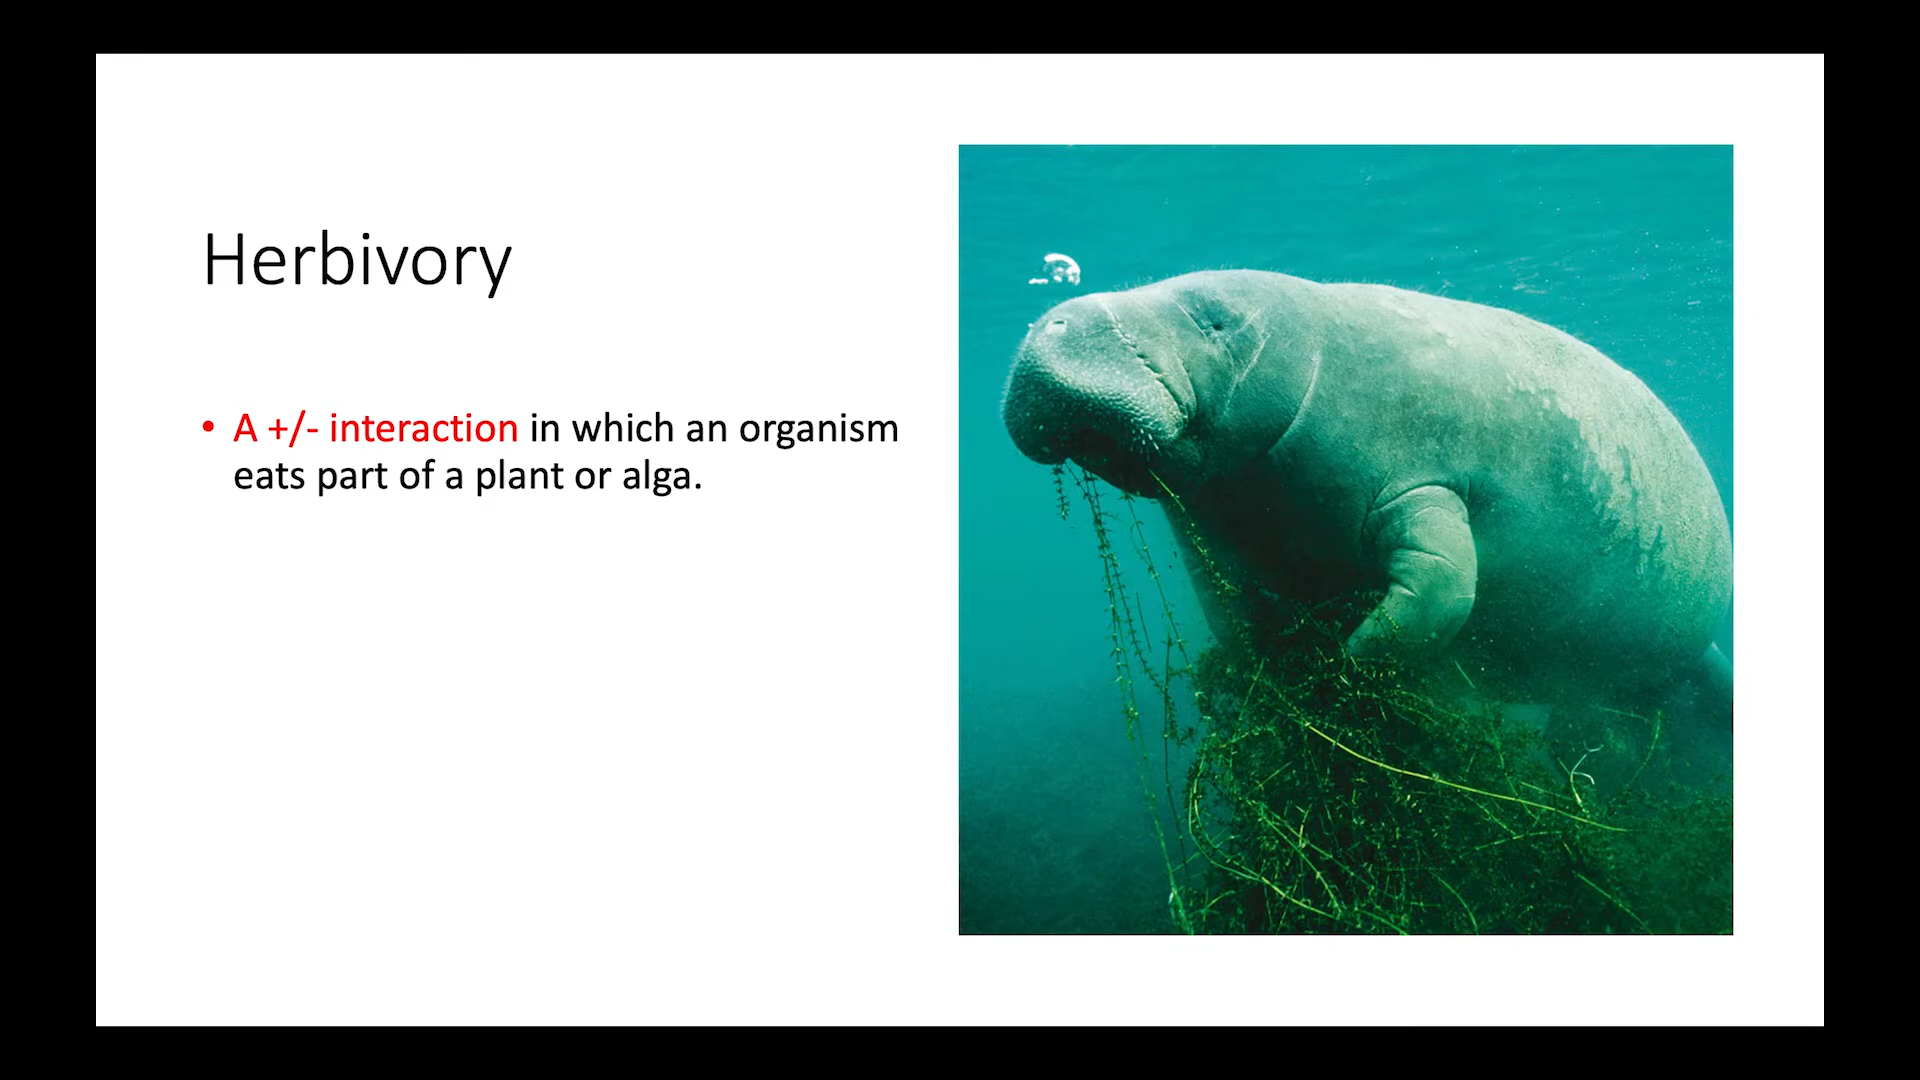 Herbivory
• A +/- interaction in which an organism
eats part of a plant or alga.